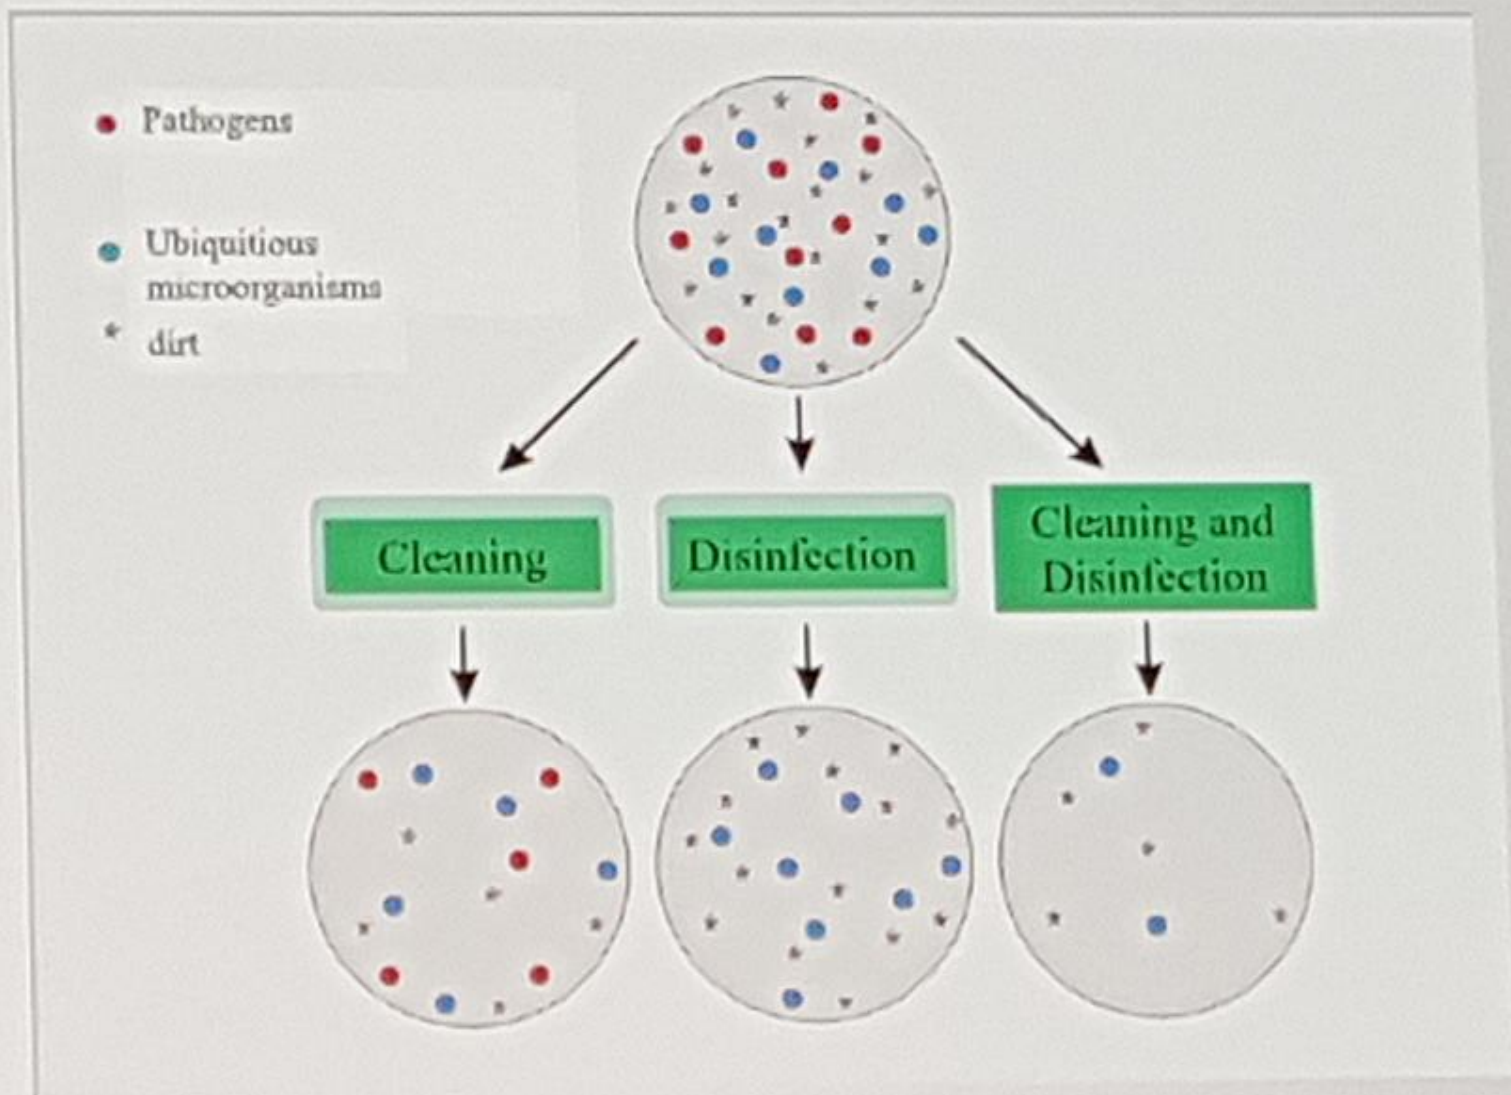 Pathogens
Ubiquitious
microorganisms
dirt
Cleaning
Disinfection
Cleaning and
Disinfection